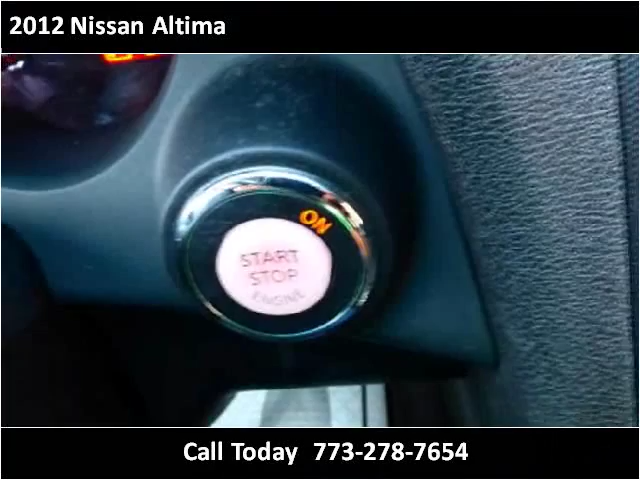 2012 Nissan Altima
ON
START
STOP
ENGINE
Call Today 773-278-7654